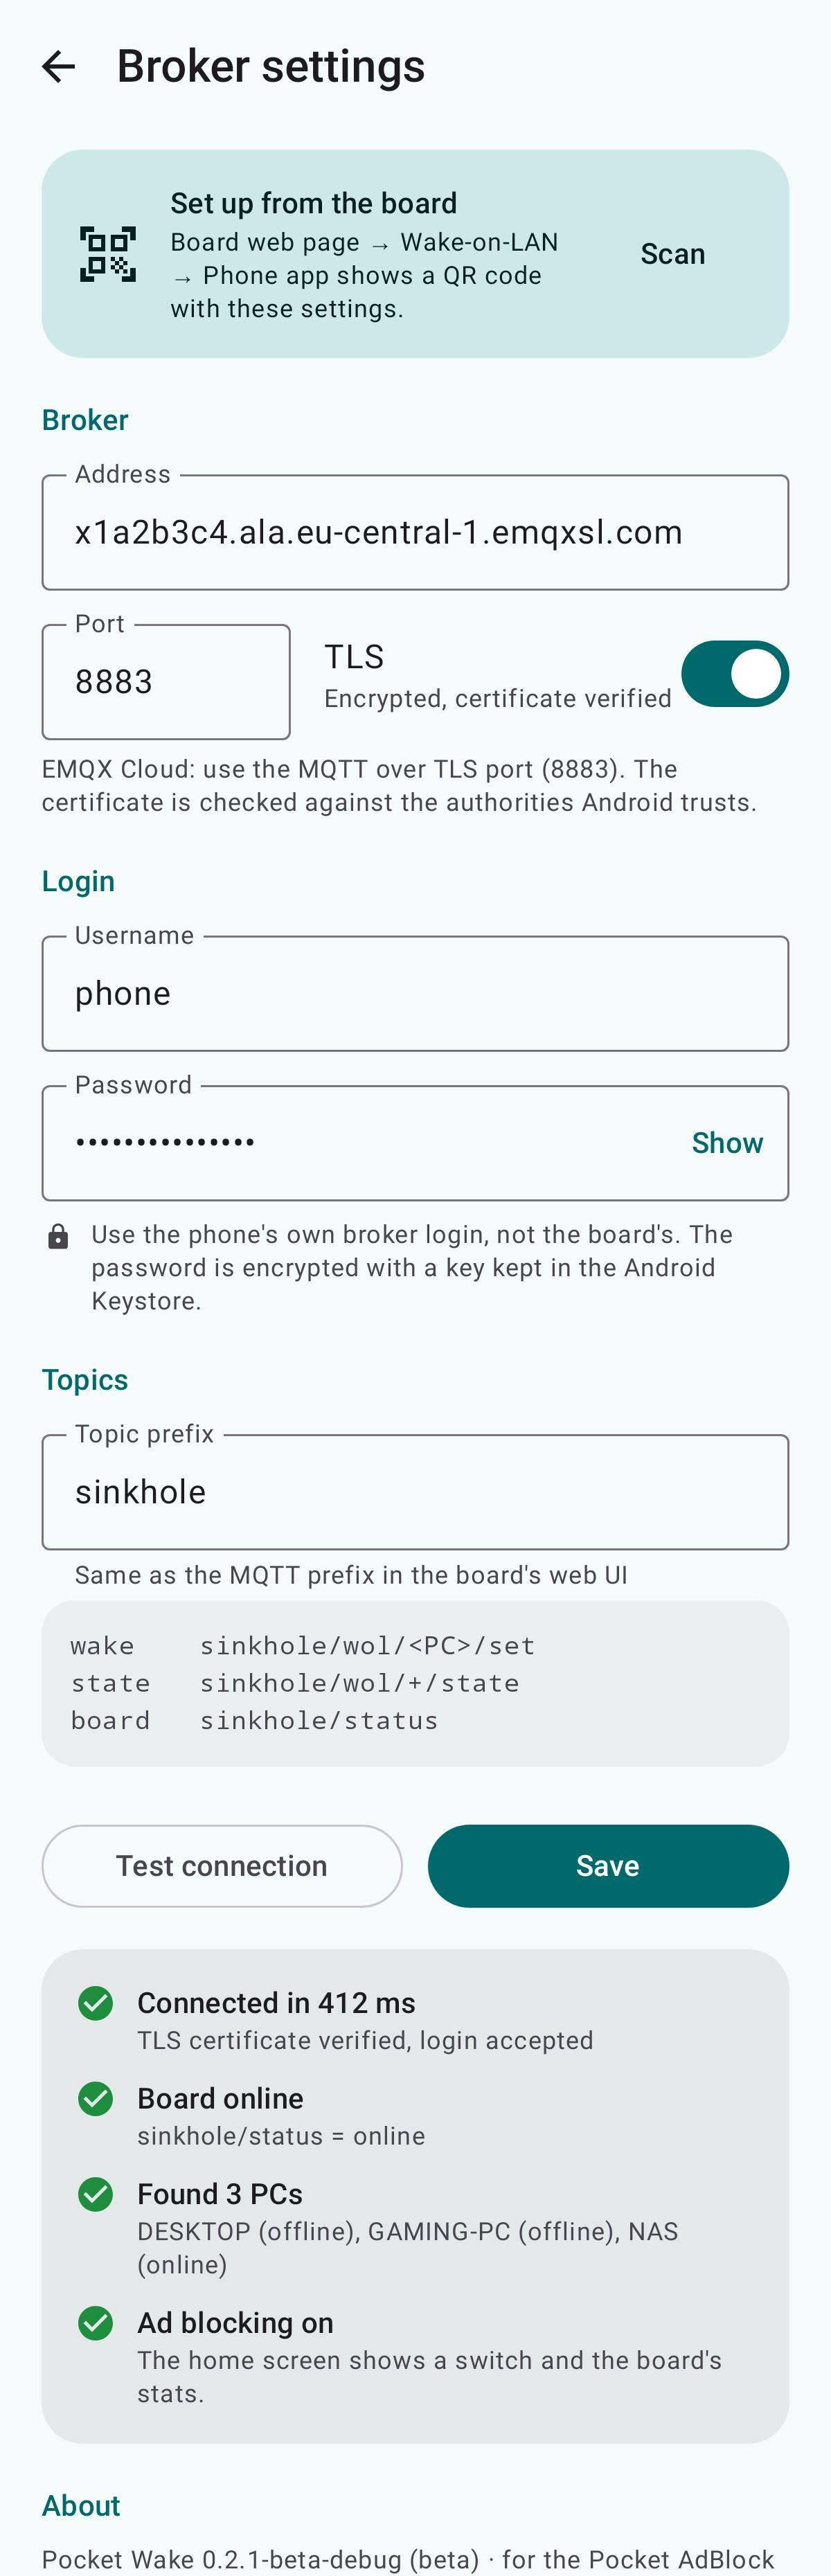 Broker settings
Set up from the board
Board web page → Wake-on-LAN
→ Phone app shows a QR code
with these settings.
Scan
Broker
Address
x1a2b3c4.ala.eu-central-1.emqxsl.com
Port
8883
TLS
Encrypted, certificate verified
EMQX Cloud: use the MQTT over TLS port (8883). The
certificate is checked against the authorities Android trusts.
Login
Username
phone
Password
•••••••••••••••
Show
Use the phone's own broker login, not the board's. The
password is encrypted with a key kept in the Android
Keystore.
Topics
Topic prefix
sinkhole
Same as the MQTT prefix in the board's web UI
wake sinkhole/wol/<PC>/set
state sinkhole/wol/+/state
board sinkhole/status
Test connection
Save
Connected in 412 ms
TLS certificate verified, login accepted
Board online
sinkhole/status = online
Found 3 PCs
DESKTOP (offline), GAMING-PC (offline), NAS
(online)
Ad blocking on
The home screen shows a switch and the board's
stats.
About
Pocket Wake 0.2.1-beta-debug (beta) · for the Pocket AdBlock